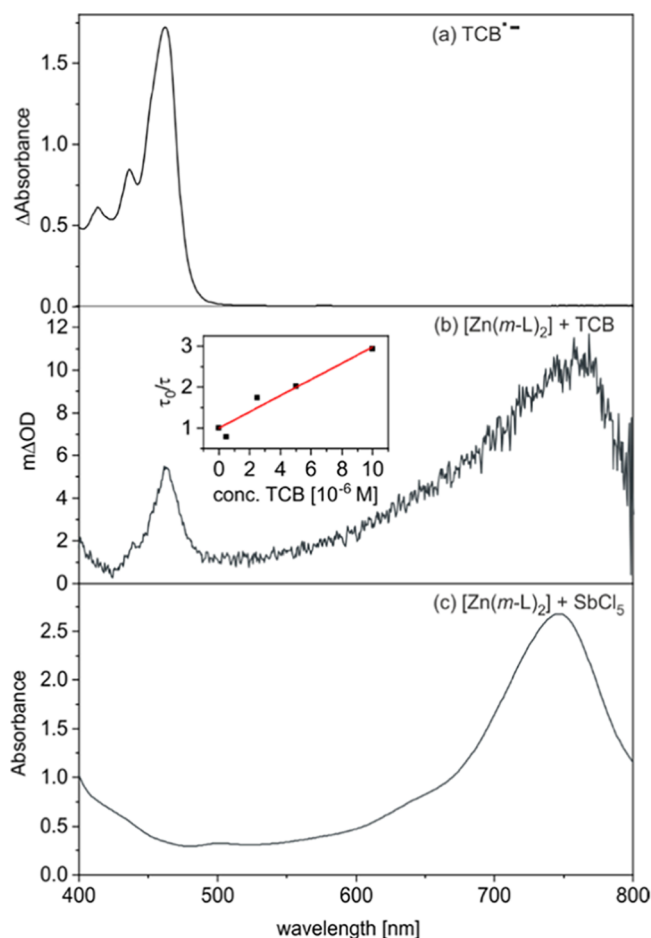 (a) TCB•−
1.5
1.0
0.5
0.0
ΔAbsorbance
(b) [Zn(m-L)₂] + TCB
12
10
8
6
4
2
0
mΔOD
3
2
1
τ₀/τ
0 2 4 6 8 10
conc. TCB [10⁻⁶ M]
(c) [Zn(m-L)₂] + SbCl₅
2.5
2.0
1.5
1.0
0.5
0.0
Absorbance
400 500 600 700 800
wavelength [nm]